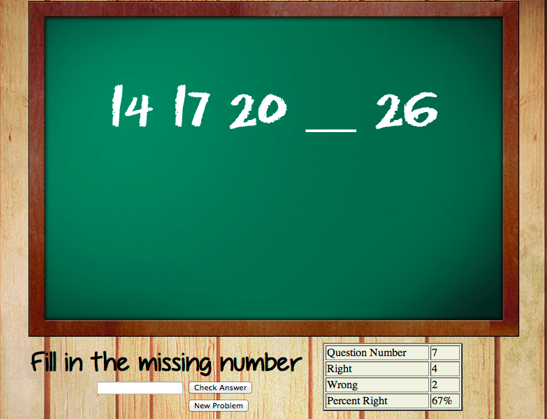 14 17 20 ___ 26
Fill in the missing number
Check Answer
New Problem
Question Number 7
Right 4
Wrong 2
Percent Right 67%